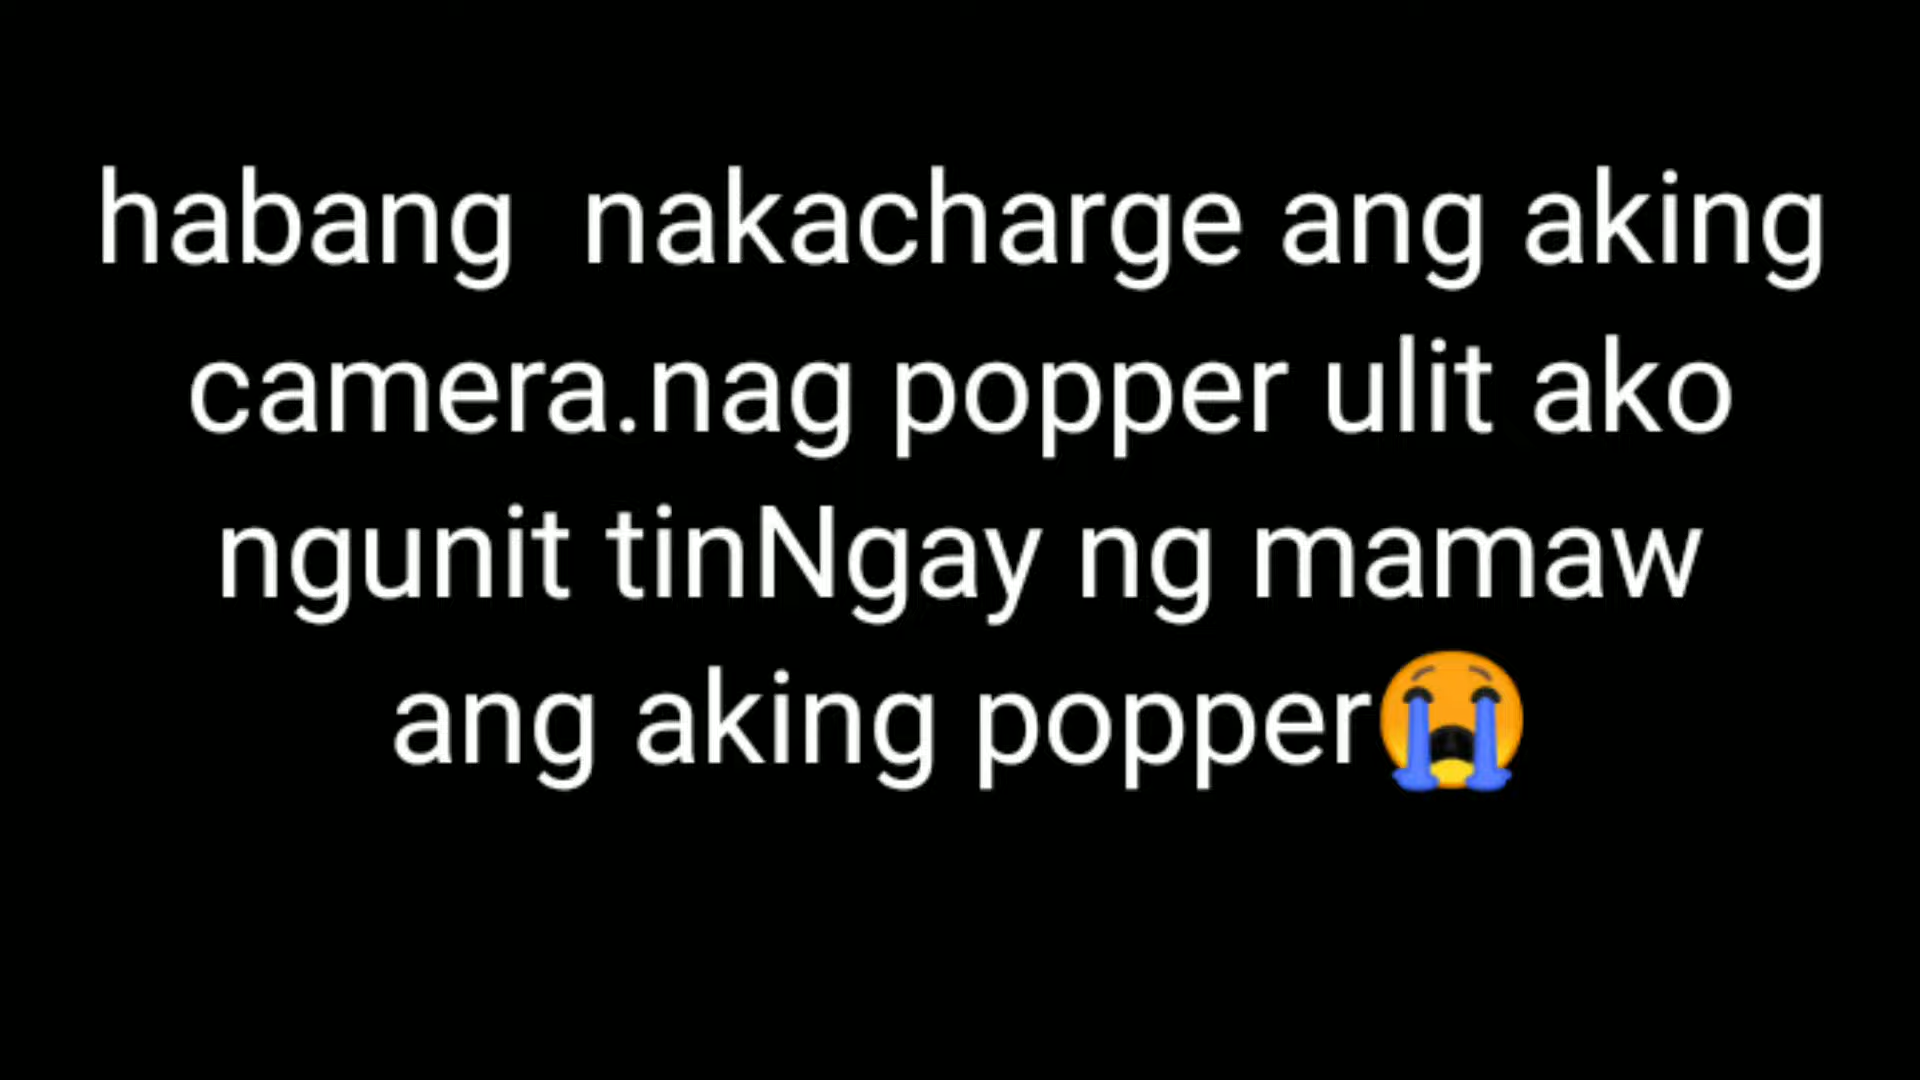 habang  nakacharge ang aking
camera.nag popper ulit ako
ngunit tinNgay ng mamaw
ang aking popper😭